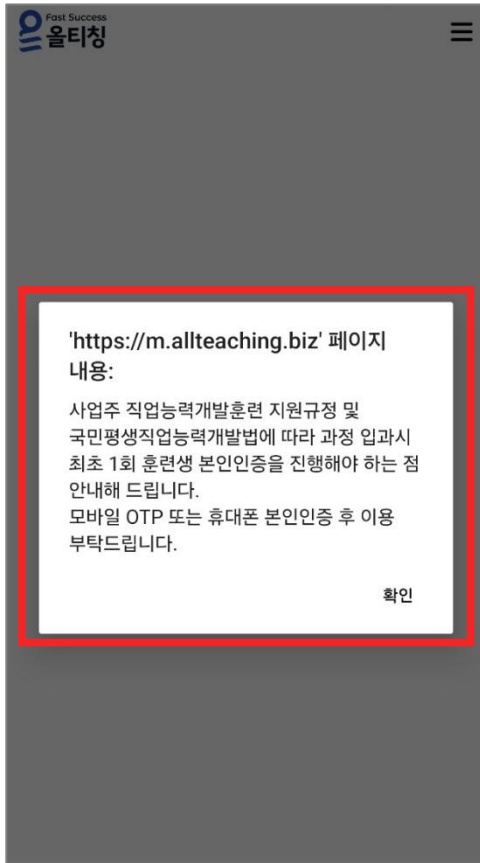 Fast Success
올티칭
'https://m.allteaching.biz' 페이지
내용:
사업주 직업능력개발훈련 지원규정 및
국민평생직업능력개발법에 따라 과정 입과시
최초 1회 훈련생 본인인증을 진행해야 하는 점
안내해 드립니다.
모바일 OTP 또는 휴대폰 본인인증 후 이용
부탁드립니다.
확인